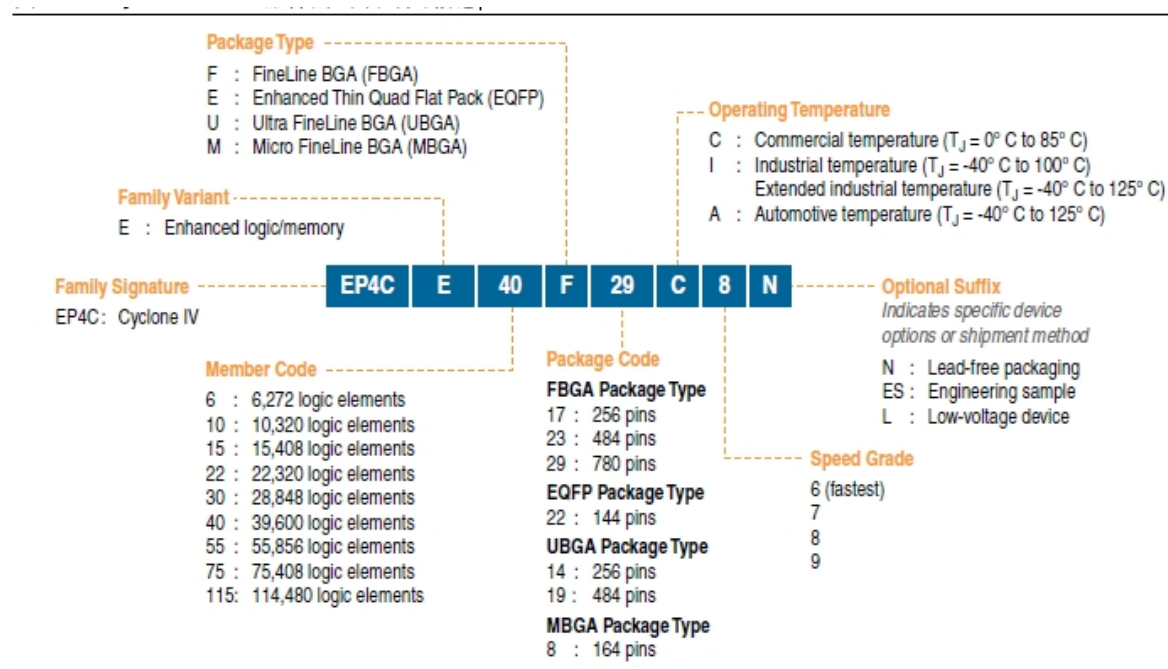 Package Type
F : FineLine BGA (FBGA)
E : Enhanced Thin Quad Flat Pack (EQFP)
U : Ultra FineLine BGA (UBGA)
M : Micro FineLine BGA (MBGA)
Operating Temperature
C : Commercial temperature (TJ = 0° C to 85° C)
I : Industrial temperature (TJ = -40° C to 100° C)
Extended industrial temperature (TJ = -40° C to 125° C)
A : Automotive temperature (TJ = -40° C to 125° C)
Family Variant
E : Enhanced logic/memory
Family Signature
EP4C: Cyclone IV
EP4C E 40 F 29 C 8 N
Optional Suffix
Indicates specific device
options or shipment method
N : Lead-free packaging
ES : Engineering sample
L : Low-voltage device
Member Code
6 : 6,272 logic elements
10 : 10,320 logic elements
15 : 15,408 logic elements
22 : 22,320 logic elements
30 : 28,848 logic elements
40 : 39,600 logic elements
55 : 55,856 logic elements
75 : 75,408 logic elements
115: 114,480 logic elements
Package Code
FBGA Package Type
17 : 256 pins
23 : 484 pins
29 : 780 pins
EQFP Package Type
22 : 144 pins
UBGA Package Type
14 : 256 pins
19 : 484 pins
MBGA Package Type
8 : 164 pins
Speed Grade
6 (fastest)
7
8
9